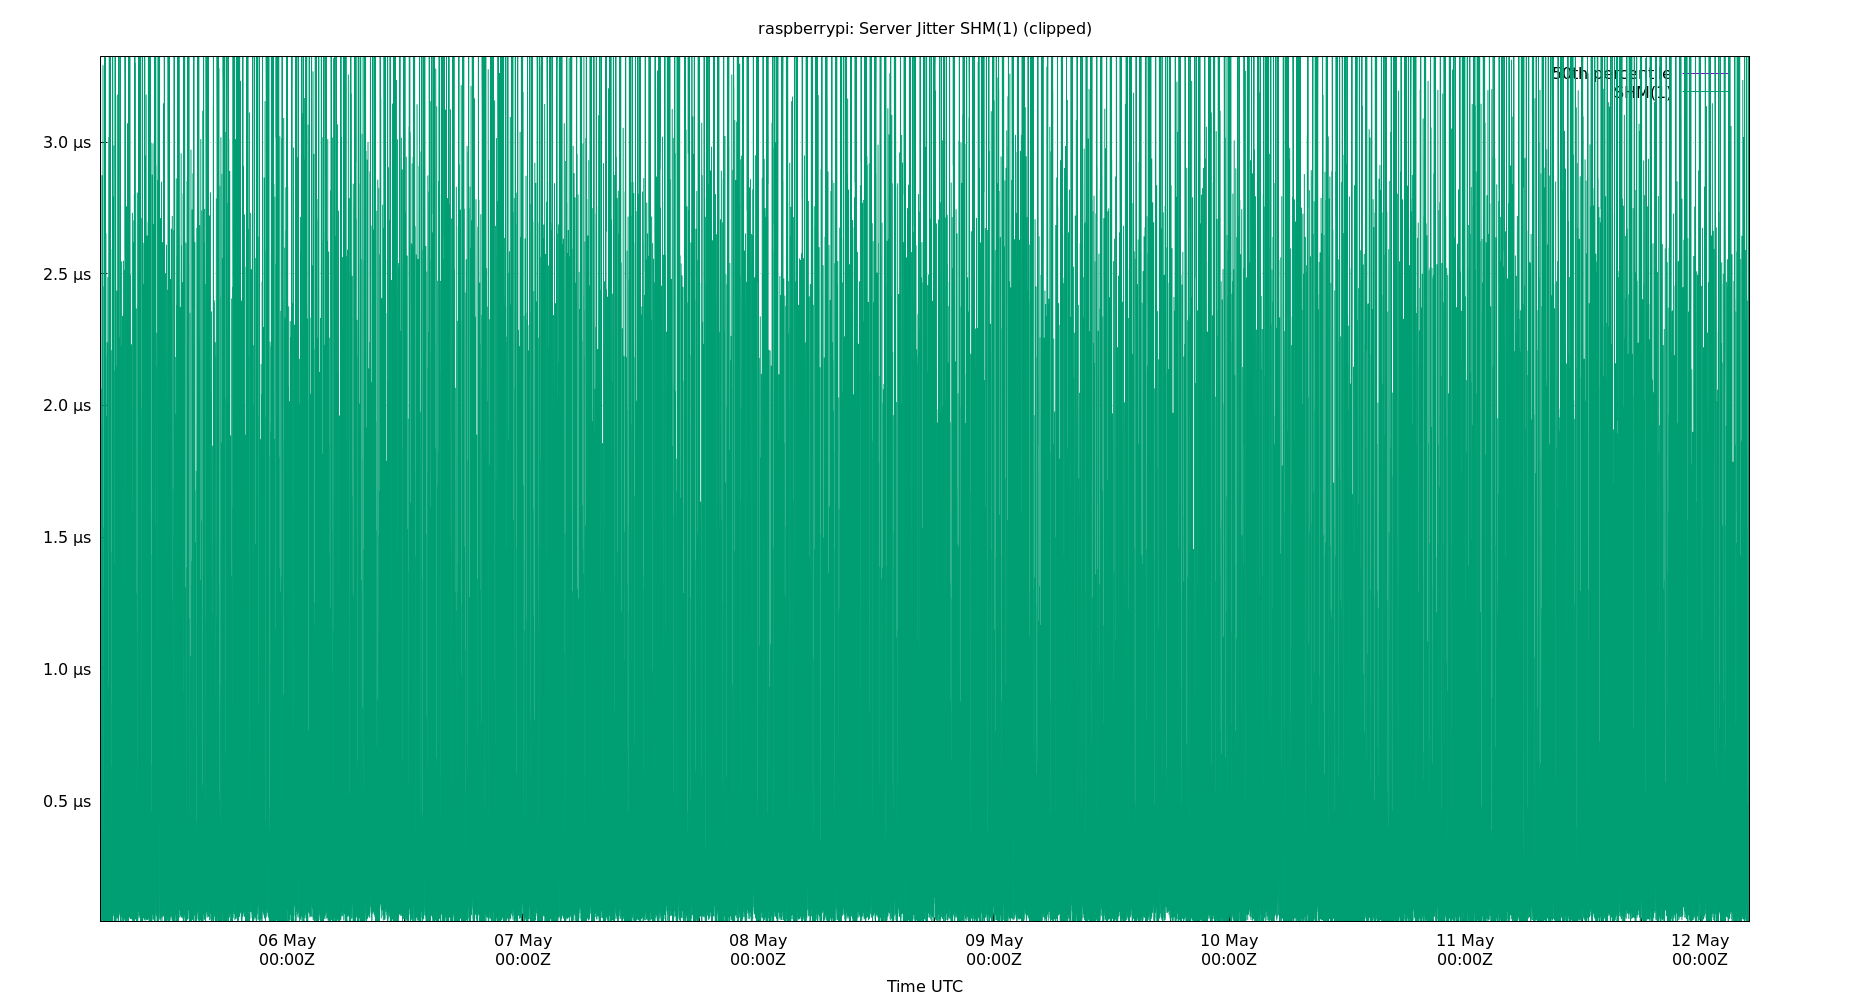 raspberrypi: Server Jitter SHM(1) (clipped)
50th percentile
SHM(1)
3.0 µs
2.5 µs
2.0 µs
1.5 µs
1.0 µs
0.5 µs
06 May 07 May 08 May 09 May 10 May 11 May 12 May
00:00Z 00:00Z 00:00Z 00:00Z 00:00Z 00:00Z 00:00Z
Time UTC